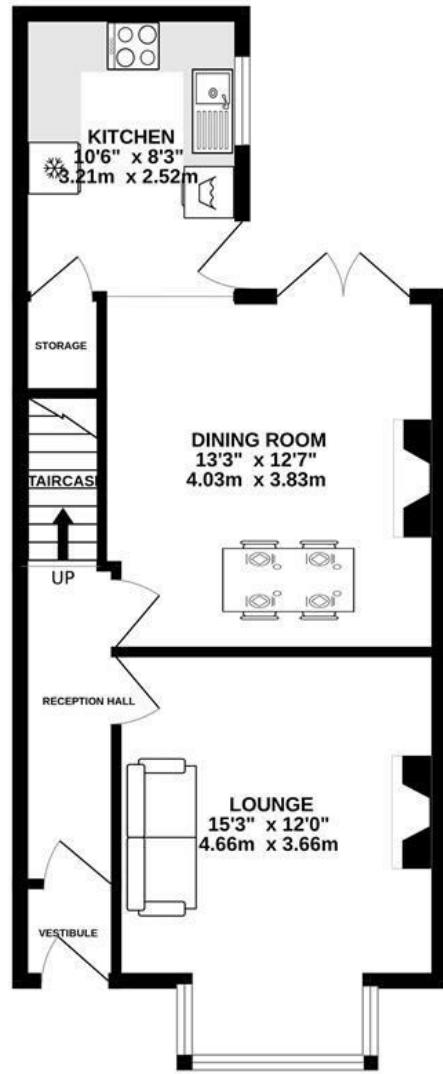 KITCHEN
10'6" x 8'3"
3.21m x 2.52m
STORAGE
DINING ROOM
13'3" x 12'7"
4.03m x 3.83m
TAIRCAS
UP
RECEPTION HALL
LOUNGE
15'3" x 12'0"
4.66m x 3.66m
VESTIBULE